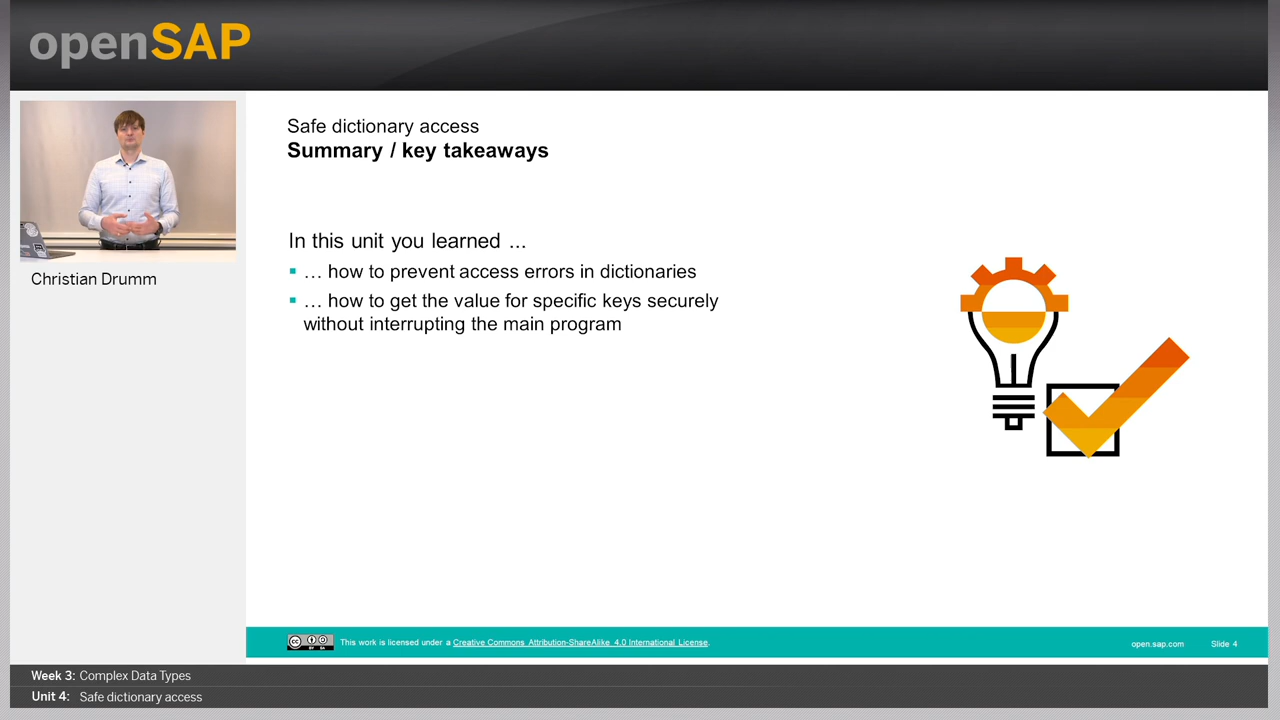 openSAP
Safe dictionary access
Summary / key takeaways
Christian Drumm
In this unit you learned ...
… how to prevent access errors in dictionaries
… how to get the value for specific keys securely
without interrupting the main program
This work is licensed under a Creative Commons Attribution-ShareAlike 4.0 International License.
open.sap.com
Slide 4
Week 3: Complex Data Types
Unit 4: Safe dictionary access